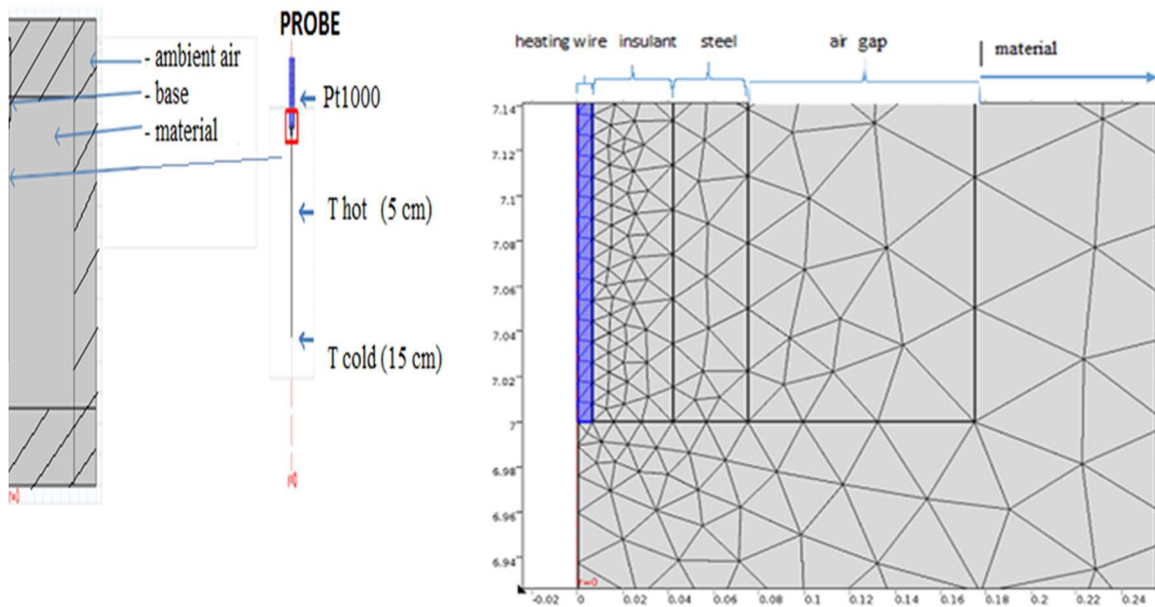 PROBE
- ambient air
- base
- material
Pt1000
T hot (5 cm)
T cold (15 cm)
r=0
r=0
heating wire insulant steel air gap material
7.14
7.12
7.1
7.08
7.06
7.04
7.02
7
6.98
6.96
6.94
r=0
-0.02 0 0.02 0.04 0.06 0.08 0.1 0.12 0.14 0.16 0.18 0.2 0.22 0.24